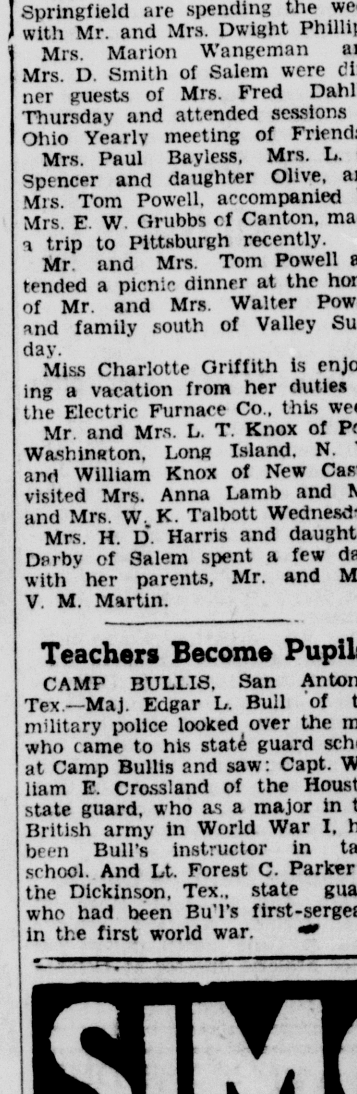 Springfield are spending the we
with Mr. and Mrs. Dwight Phillip
Mrs. Marion Wangeman a
Mrs. D. Smith of Salem were di
ner guests of Mrs. Fred Dahl
Thursday and attended sessions
Ohio Yearly meeting of Friend
Mrs. Paul Bayless, Mrs. L.
Spencer and daughter Olive, a
Mrs. Tom Powell, accompanied
Mrs. E. W. Grubbs of Canton, ma
a trip to Pittsburgh recently.
Mr. and Mrs. Tom Powell a
tended a picnic dinner at the ho
of Mr. and Mrs. Walter Pow
and family south of Valley Su
day.
Miss Charlotte Griffith is enjo
ing a vacation from her duties
the Electric Furnace Co., this we
Mr. and Mrs. L. T. Knox of Po
Washington, Long Island, N.
and William Knox of New Cas
visited Mrs. Anna Lamb and M
and Mrs. W. K. Talbott Wednesd
Mrs. H. D. Harris and daught
Darby of Salem spent a few da
with her parents, Mr. and M
V. M. Martin.
Teachers Become Pupil
CAMP BULLIS, San Anton
Tex.—Maj. Edgar L. Bull of t
military police looked over the m
who came to his state guard sch
at Camp Bullis and saw: Capt. W
liam E. Crossland of the Houst
state guard, who as a major in t
British army in World War I, h
been Bull's instructor in ta
school. And Lt. Forest C. Parker
the Dickinson, Tex., state gua
who had been Bull's first-serge
in the first world war.
SIM